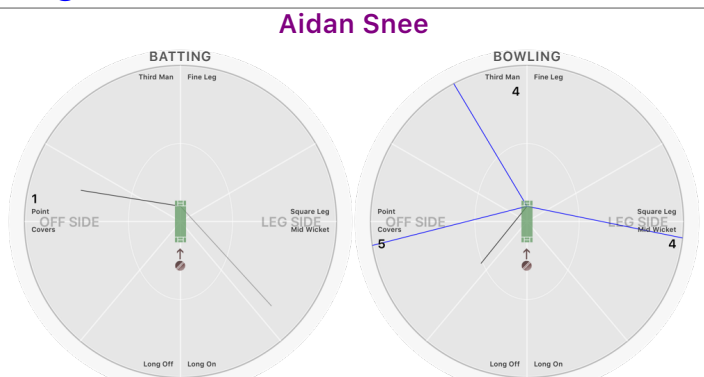 Aidan Snee
BATTING
Third Man Fine Leg
1
Point
OFF SIDE
Covers
Square Leg
LEG SIDE
Mid Wicket
Long Off Long On
BOWLING
Third Man Fine Leg
4
Point
OFF SIDE
Covers
5
Square Leg
LEG SIDE
Mid Wicket
4
Long Off Long On